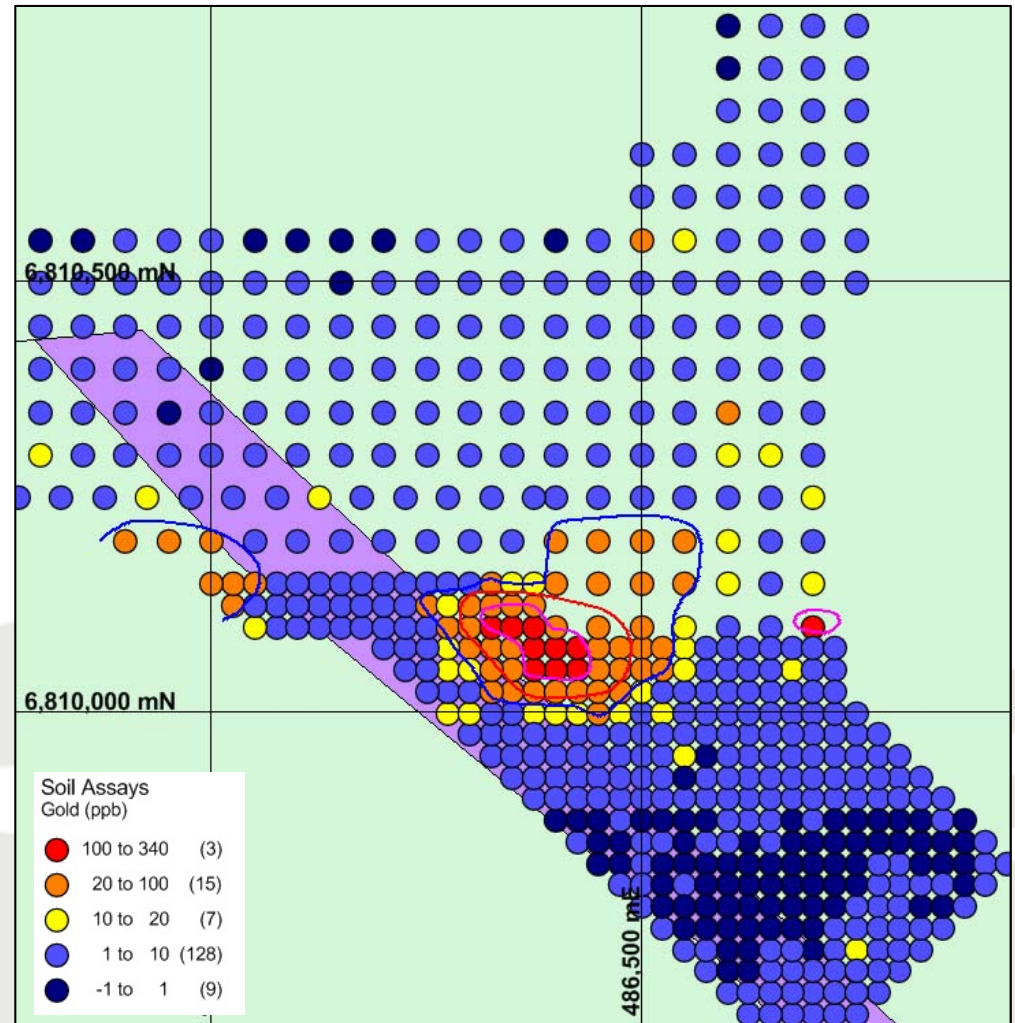 6,810,500 mN
6,810,000 mN
486,500 mE
Soil Assays
Gold (ppb)
100 to 340 (3)
20 to 100 (15)
10 to 20 (7)
1 to 10 (128)
-1 to 1 (9)